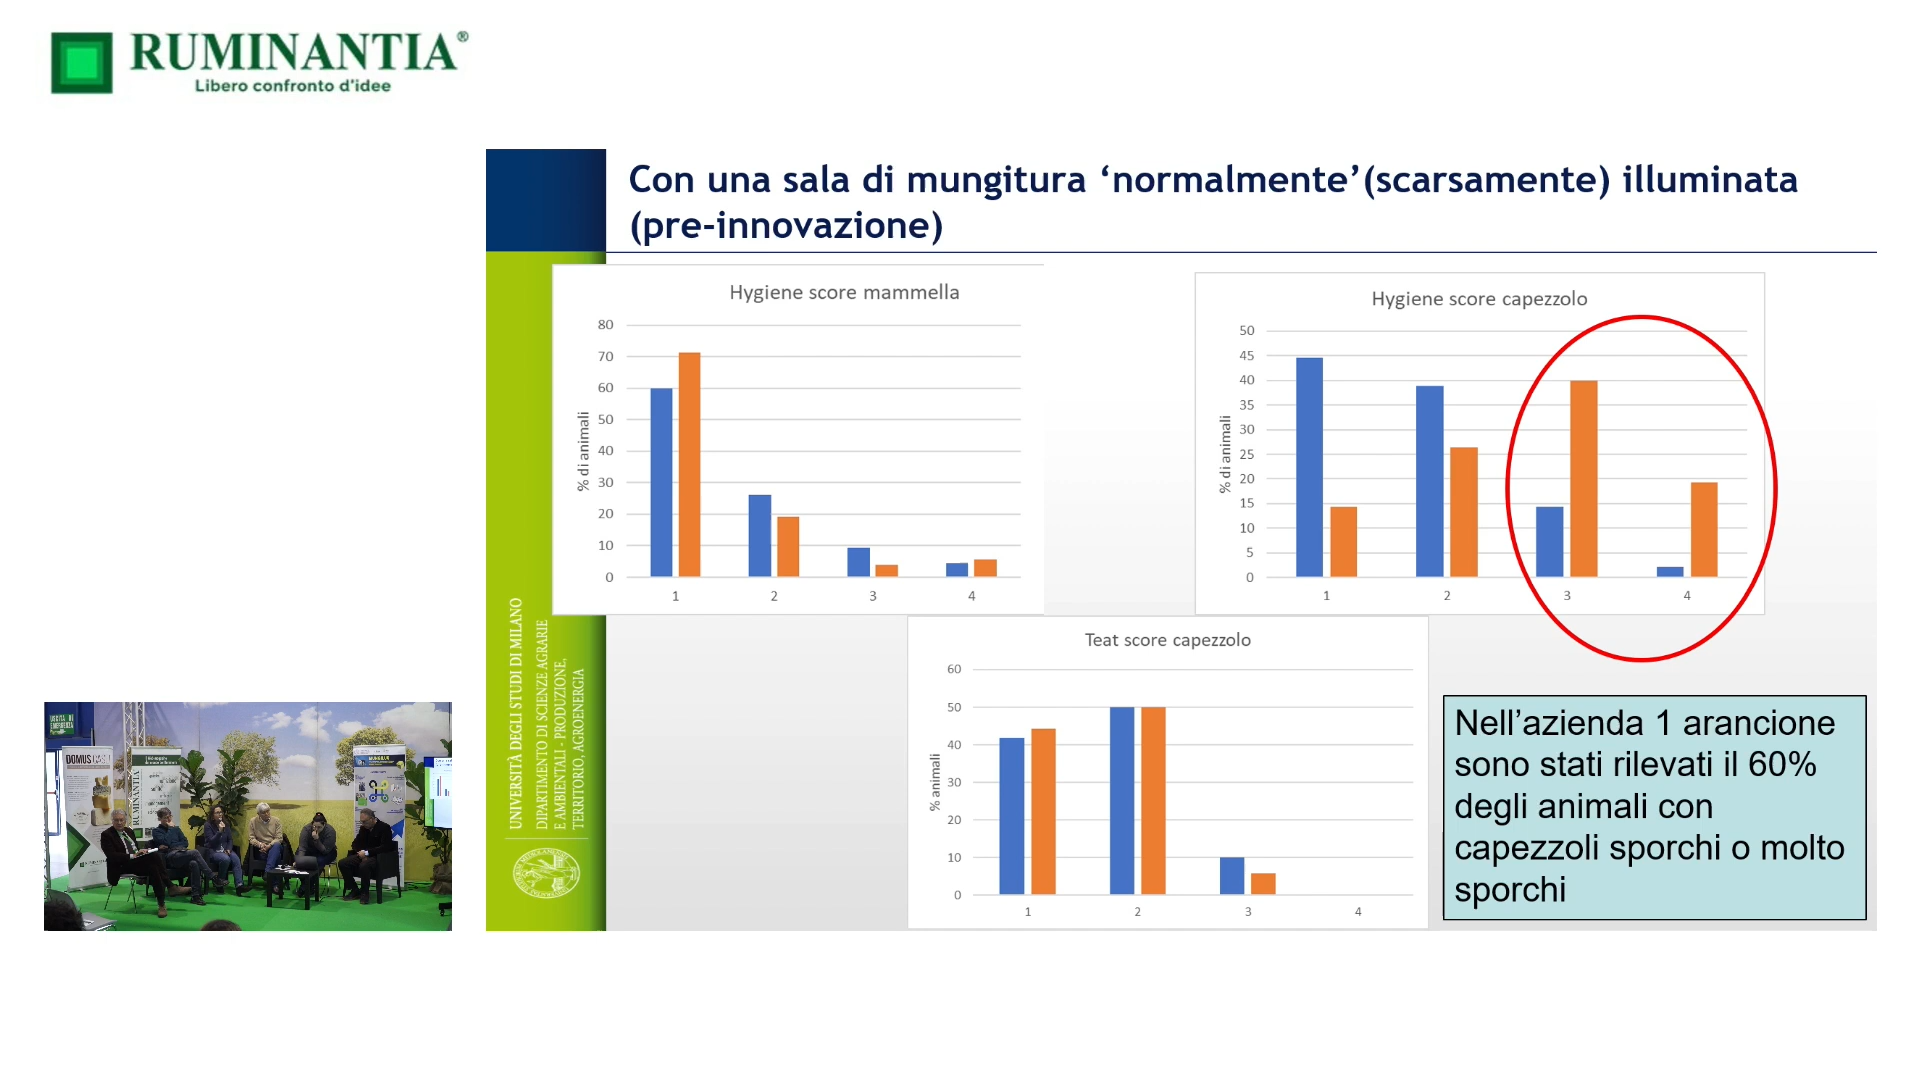 RUMINANTIA®
Libero confronto d'idee
Con una sala di mungitura ‘normalmente’(scarsamente) illuminata
(pre-innovazione)
Hygiene score mammella
80
70
60
50
40
30
20
10
0
% di animali
1 2 3 4
Hygiene score capezzolo
50
45
40
35
30
25
20
15
10
5
0
% di animali
1 2 3 4
Teat score capezzolo
60
50
40
30
20
10
0
% animali
1 2 3 4
Nell’azienda 1 arancione
sono stati rilevati il 60%
degli animali con
capezzoli sporchi o molto
sporchi
UNIVERSITÀ DEGLI STUDI DI MILANO
DIPARTIMENTO DI SCIENZE AGRARIE
E AMBIENTALI - PRODUZIONE,
TERRITORIO, AGROENERGIA
USCITA DI
EMERGENZA
DOMUS
RUMINANTIA